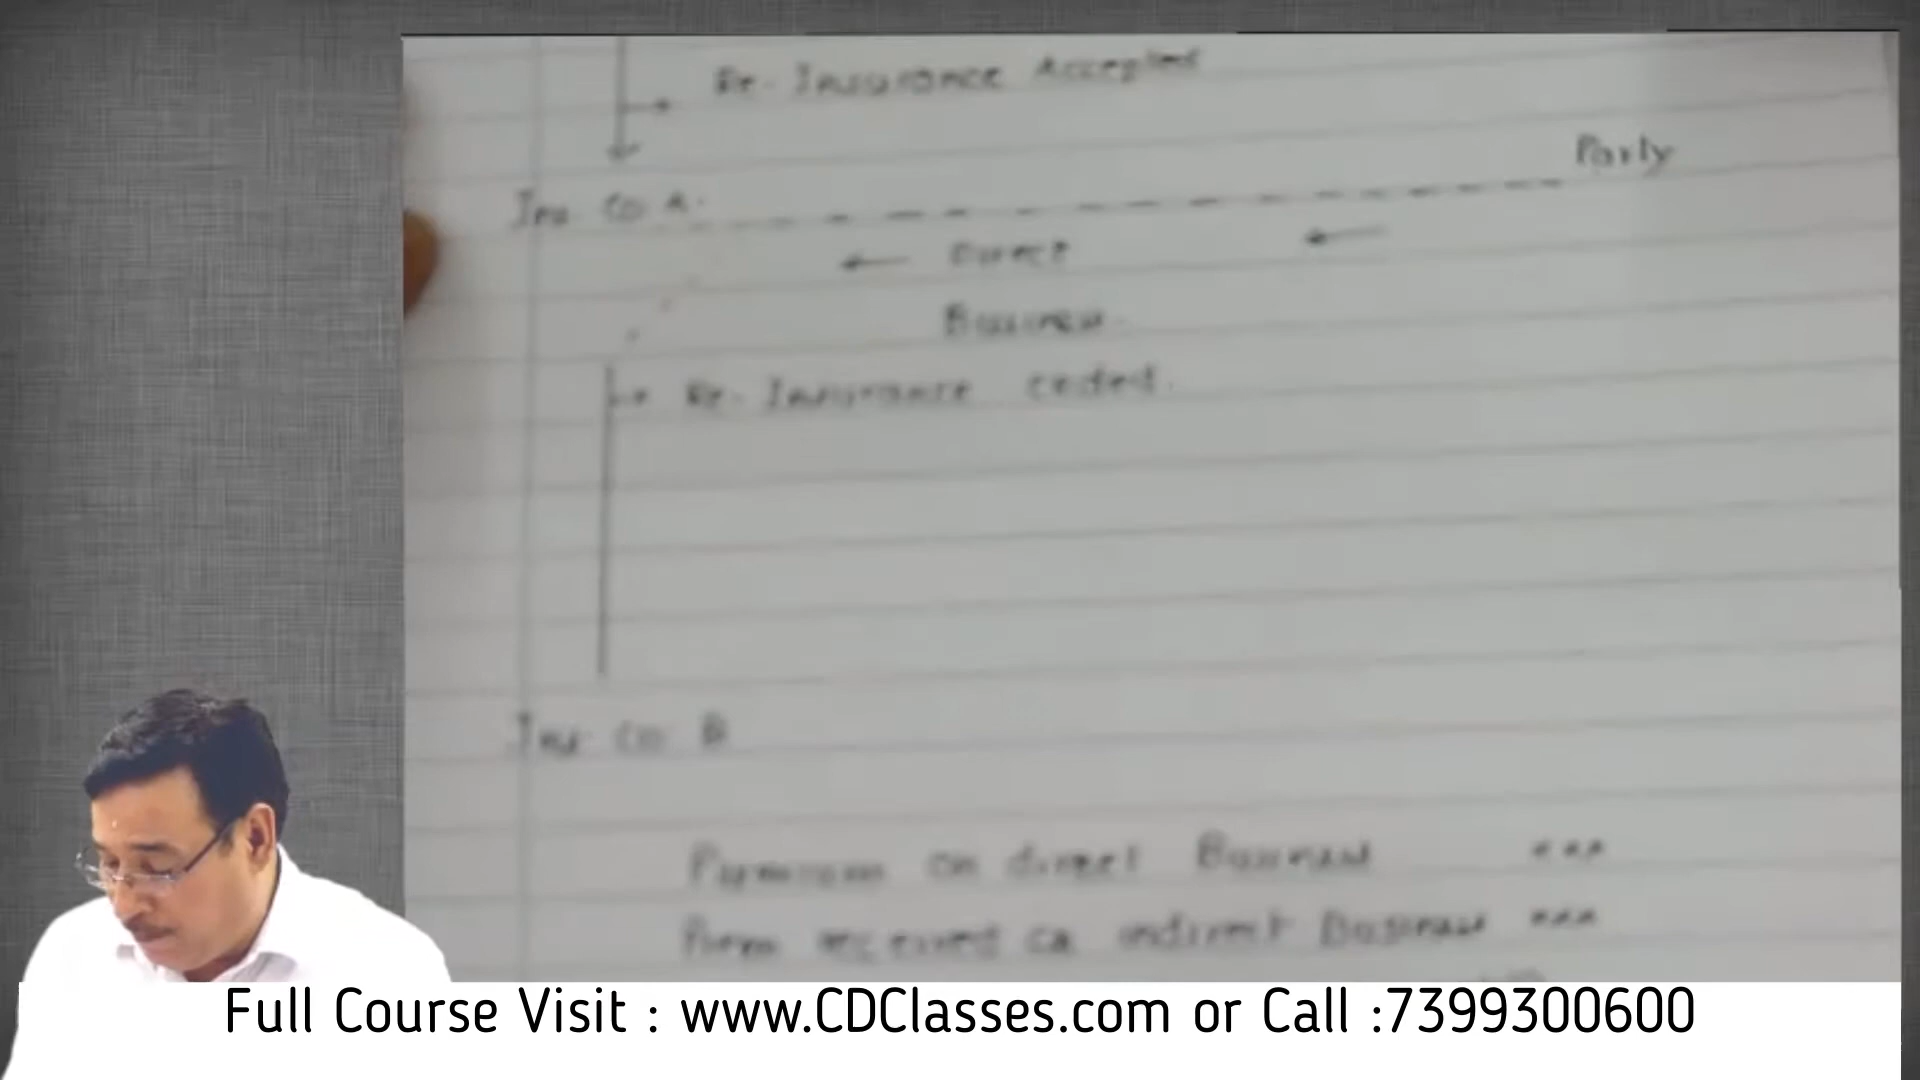 Re-Insurance Accepted
Party
Ins Co A.
Direct
Business
Re-Insurance ceded.
Ins Co B
Premium on direct Business xxx
Prem received on indirect Business xxx
Full Course Visit : www.CDClasses.com or Call :7399300600